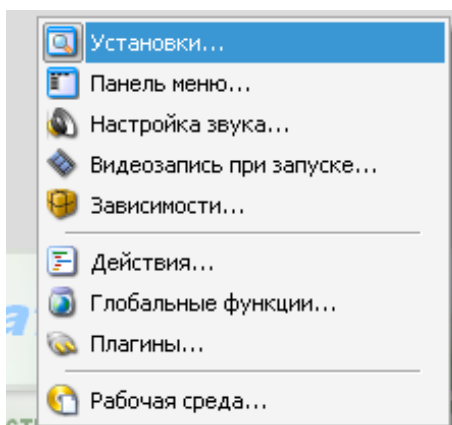 Установки...
Панель меню...
Настройка звука...
Видеозапись при запуске...
Зависимости...
Действия...
Глобальные функции...
Плагины...
Рабочая среда...